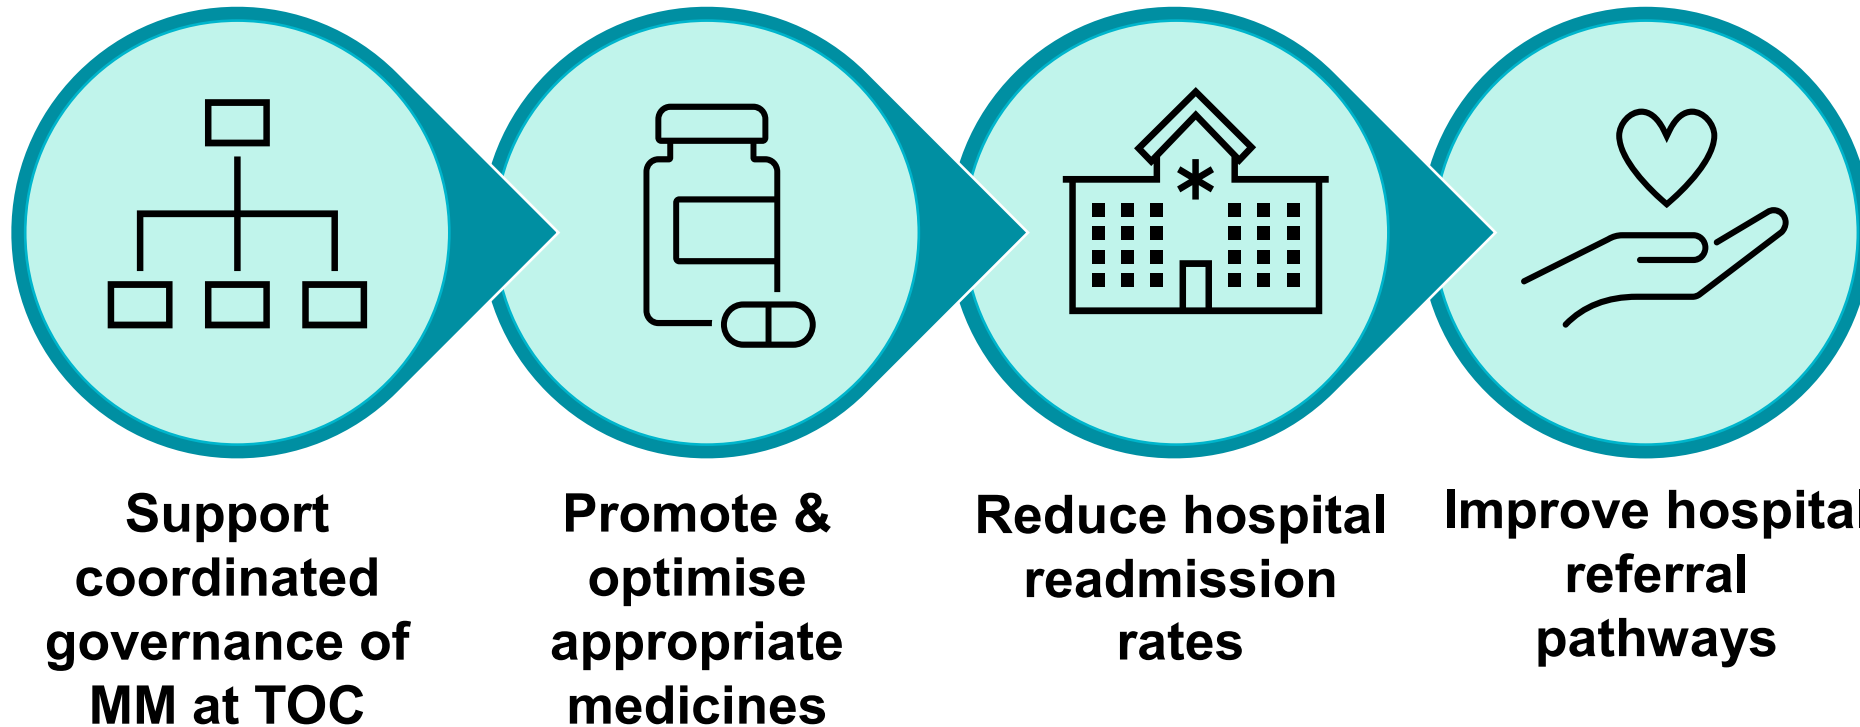 Support
coordinated
governance of
MM at TOC
Promote &
optimise
appropriate
medicines
Reduce hospital
readmission
rates
Improve hospital
referral
pathways